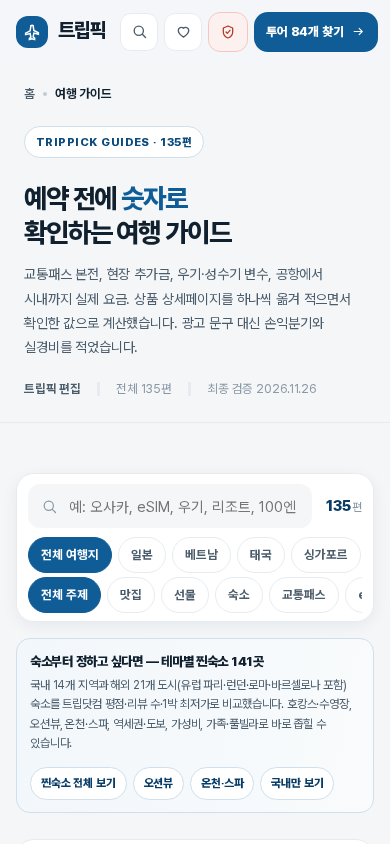 트립픽
투어 84개 찾기 →
홈 • 여행 가이드
TRIPPICK GUIDES · 135편
예약 전에 숫자로
확인하는 여행 가이드
교통패스 본전, 현장 추가금, 우기·성수기 변수, 공항에서
시내까지 실제 요금. 상품 상세페이지를 하나씩 옮겨 적으면서
확인한 값으로 계산했습니다. 광고 문구 대신 손익분기와
실경비를 적었습니다.
트립픽 편집 | 전체 135편 | 최종 검증 2026.11.26
예: 오사카, eSIM, 우기, 리조트, 100엔
135편
전체 여행지 일본 베트남 태국 싱가포르
전체 주제 맛집 선물 숙소 교통패스
숙소부터 정하고 싶다면 — 테마별 찐숙소 141곳
국내 14개 지역과 해외 21개 도시(유럽 파리·런던·로마·바르셀로나 포함)
숙소를 트립닷컴 평점·리뷰 수·1박 최저가로 비교했습니다. 호캉스·수영장,
오션뷰, 온천·스파, 역세권·도보, 가성비, 가족·풀빌라로 바로 좁힐 수
있습니다.
찐숙소 전체 보기 오션뷰 온천·스파 국내만 보기